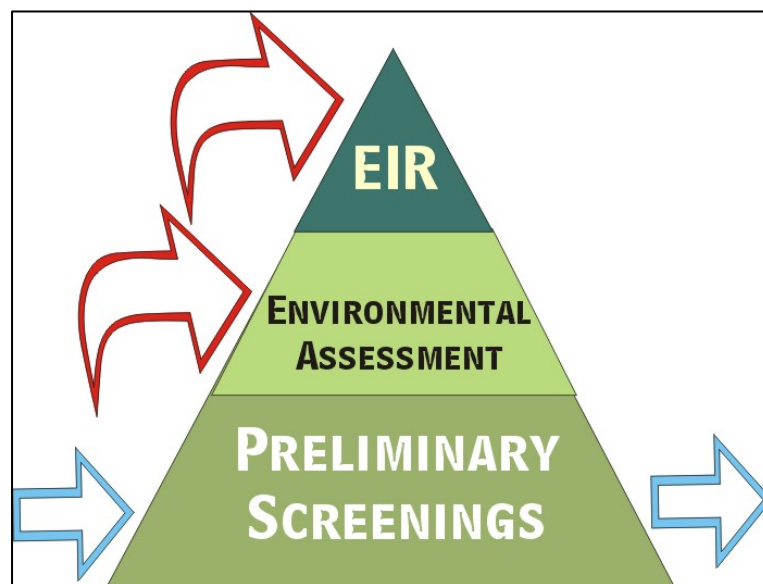 EIR
ENVIRONMENTAL
ASSESSMENT
PRELIMINARY
SCREENINGS